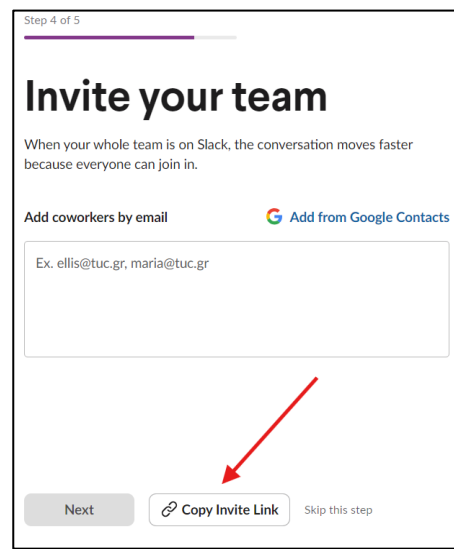 Step 4 of 5
Invite your team
When your whole team is on Slack, the conversation moves faster
because everyone can join in.
Add coworkers by email
Add from Google Contacts
Ex. ellis@tuc.gr, maria@tuc.gr
Next
Copy Invite Link
Skip this step